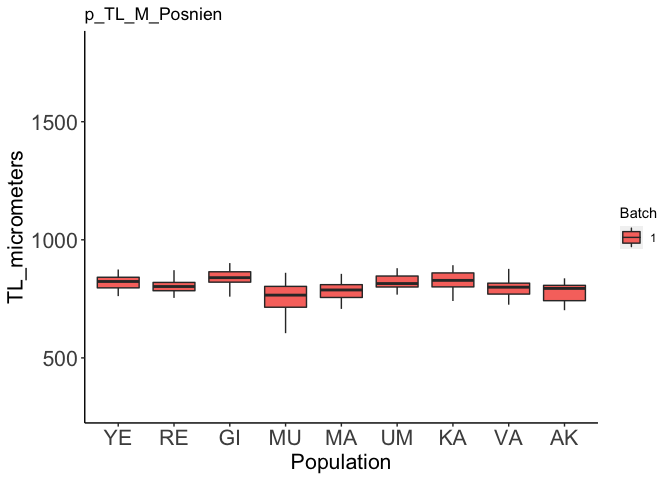 p_TL_M_Posnien
TL_micrometers
1500
1000
500
YE RE GI MU MA UM KA VA AK
Population
Batch
1